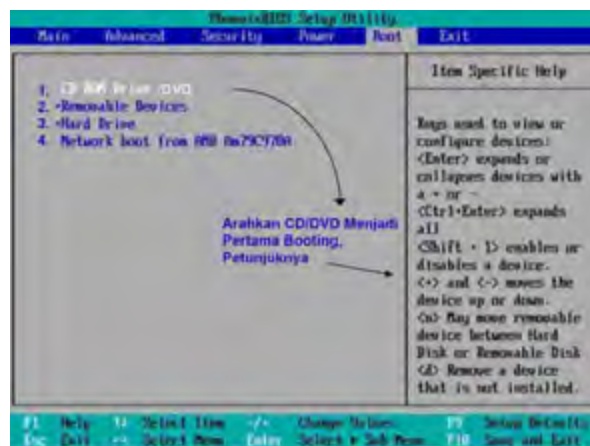 PhoenixBIOS Setup Utility
Main Advanced Security Power Boot Exit
1. CD-ROM Drive DVD
2. +Removable Devices
3. +Hard Drive
4. Network boot from AMD Am79C970A
Arahkan CD/DVD Menjadi
Pertama Booting,
Petunjuknya
Item Specific Help
Keys used to view or
configure devices:
<Enter> expands or
collapses devices with
a + or -
<Ctrl+Enter> expands
all
<Shift + 1> enables or
disables a device.
<+> and <-> moves the
device up or down.
<n> May move removable
device between Hard
Disk or Removable Disk
<d> Remove a device
that is not installed.
F1 Help ↑↓ Select Item -/+ Change Values F9 Setup Defaults
Esc Exit ↔ Select Menu Enter Select ▶ Sub-Menu F10 Save and Exit